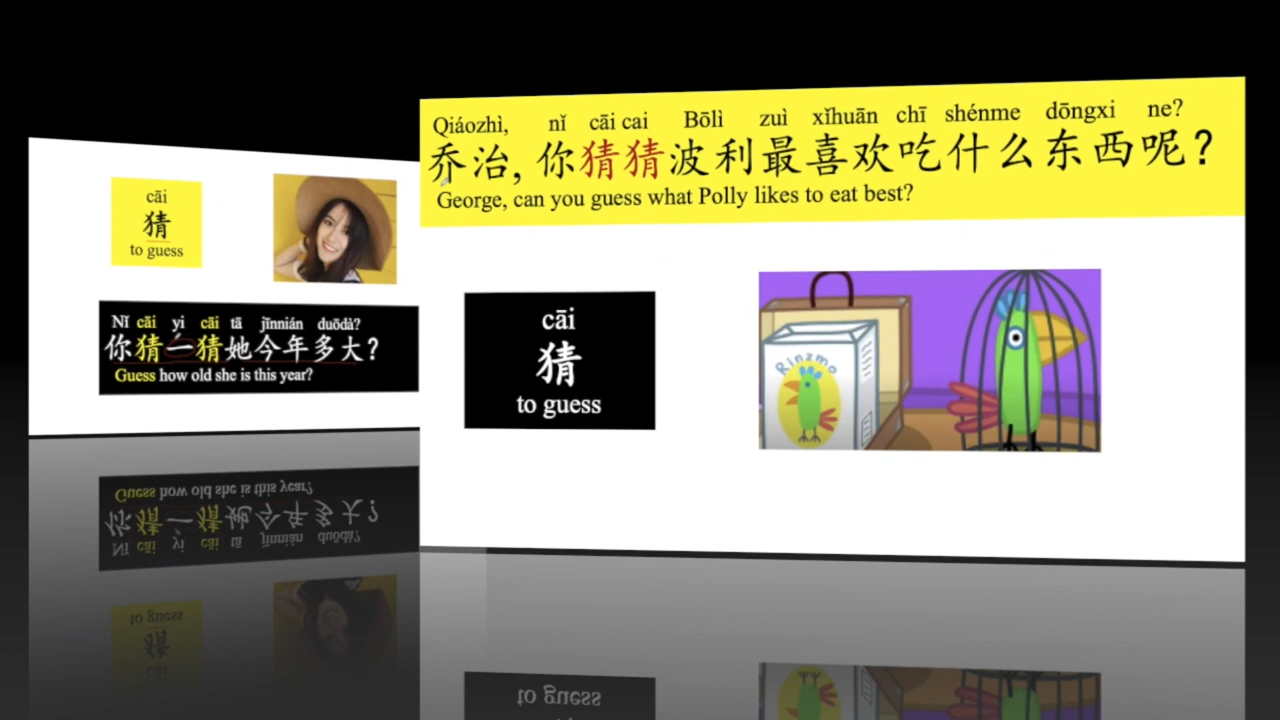 cāi
猜
to guess
Nǐ cāi yi cāi tā jīnnián duōdà?
你猜一猜她今年多大?
Guess how old she is this year?
Qiáozhì, nǐ cāi cai Bōlì zuì xǐhuān chī shénme dōngxi ne?
乔治, 你猜猜波利最喜欢吃什么东西呢?
George, can you guess what Polly likes to eat best?
cāi
猜
to guess
Rinzmo